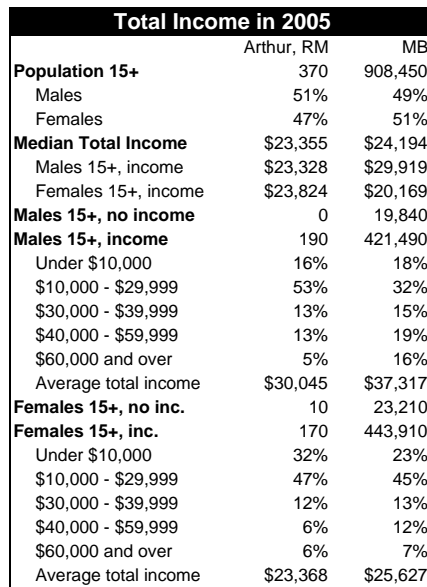 Total Income in 2005
Arthur, RM MB
Population 15+ 370 908,450
Males 51% 49%
Females 47% 51%
Median Total Income $23,355 $24,194
Males 15+, income $23,328 $29,919
Females 15+, income $23,824 $20,169
Males 15+, no income 0 19,840
Males 15+, income 190 421,490
Under $10,000 16% 18%
$10,000 - $29,999 53% 32%
$30,000 - $39,999 13% 15%
$40,000 - $59,999 13% 19%
$60,000 and over 5% 16%
Average total income $30,045 $37,317
Females 15+, no inc. 10 23,210
Females 15+, inc. 170 443,910
Under $10,000 32% 23%
$10,000 - $29,999 47% 45%
$30,000 - $39,999 12% 13%
$40,000 - $59,999 6% 12%
$60,000 and over 6% 7%
Average total income $23,368 $25,627